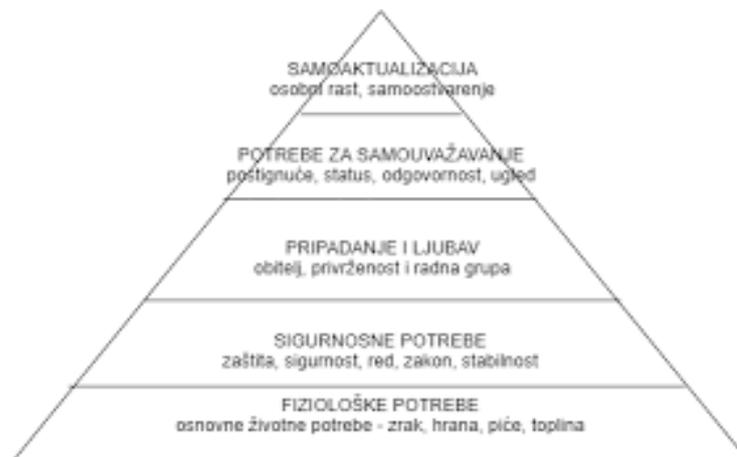 SAMOAKTUALIZACIJA
osobni rast, samoostvarenje
POTREBE ZA SAMOUVAŽAVANJE
postignuće, status, odgovornost, ugled
PRIPADANJE I LJUBAV
obitelj, privrženost i radna grupa
SIGURNOSNE POTREBE
zaštita, sigurnost, red, zakon, stabilnost
FIZIOLOŠKE POTREBE
osnovne životne potrebe - zrak, hrana, piće, toplina